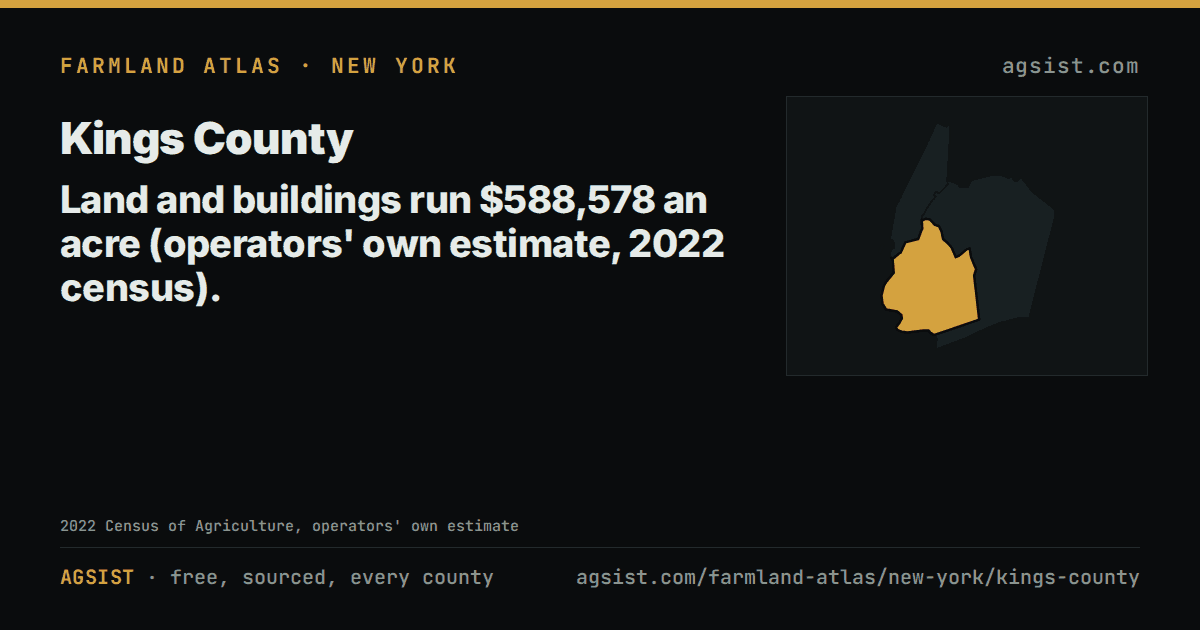 FARMLAND ATLAS · NEW YORK
agsist.com
Kings County
Land and buildings run $588,578 an
acre (operators' own estimate, 2022
census).
2022 Census of Agriculture, operators' own estimate
AGSIST · free, sourced, every county
agsist.com/farmland-atlas/new-york/kings-county